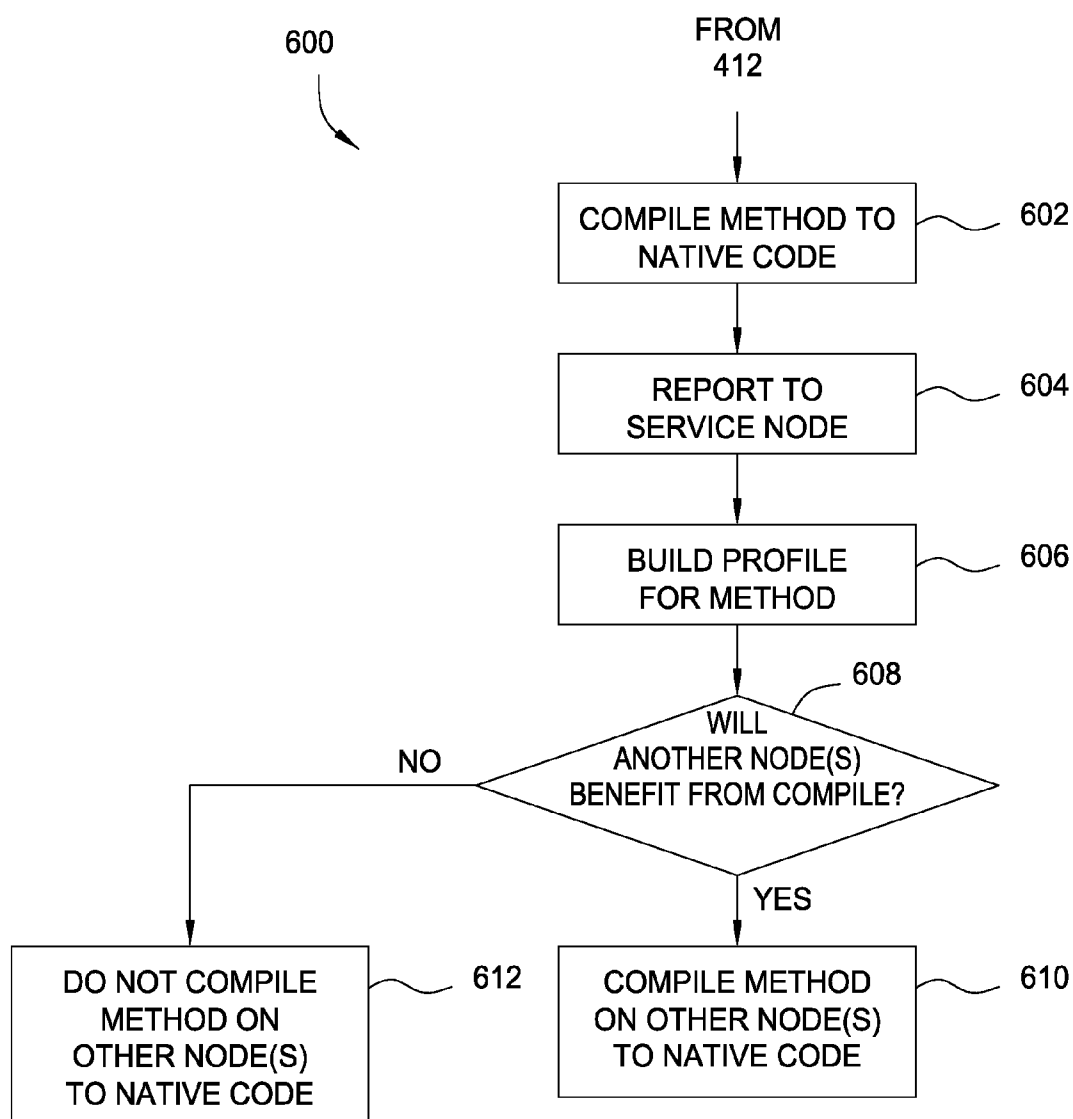 600
FROM
412
COMPILE METHOD TO
NATIVE CODE
602
REPORT TO
SERVICE NODE
604
BUILD PROFILE
FOR METHOD
606
608
WILL
ANOTHER NODE(S)
BENEFIT FROM COMPILE?
NO
YES
DO NOT COMPILE
METHOD ON
OTHER NODE(S)
TO NATIVE CODE
612
COMPILE METHOD
ON OTHER NODE(S)
TO NATIVE CODE
610